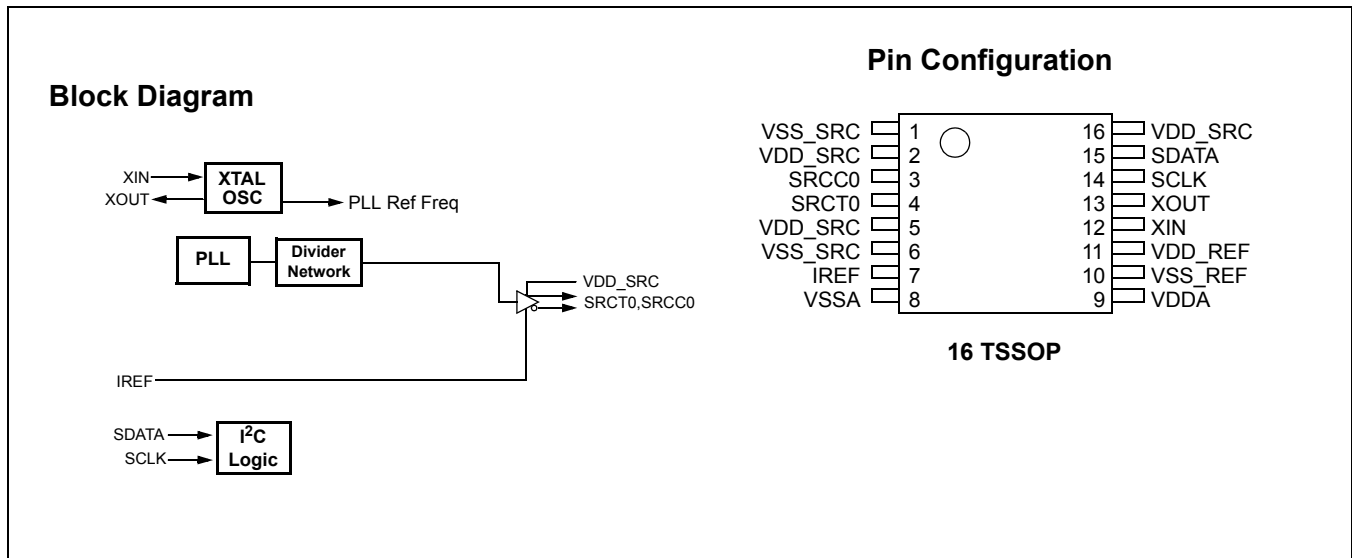 Block Diagram
XIN
XOUT
XTAL
OSC
PLL Ref Freq
PLL
Divider
Network
VDD_SRC
SRCT0,SRCC0
IREF
SDATA
SCLK
I2C
Logic
Pin Configuration
VSS_SRC 1 16 VDD_SRC
VDD_SRC 2 15 SDATA
SRCC0 3 14 SCLK
SRCT0 4 13 XOUT
VDD_SRC 5 12 XIN
VSS_SRC 6 11 VDD_REF
IREF 7 10 VSS_REF
VSSA 8 9 VDDA
16 TSSOP